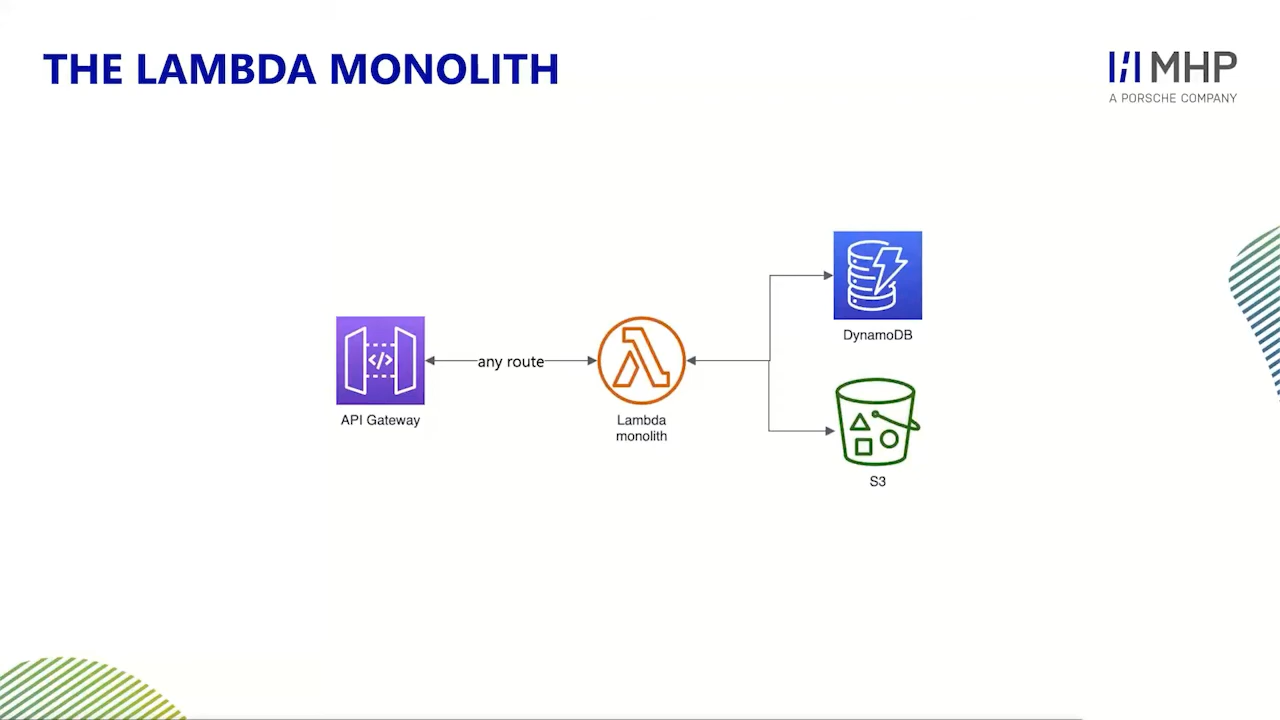 THE LAMBDA MONOLITH
MHP
A PORSCHE COMPANY
API Gateway
any route
Lambda
monolith
DynamoDB
S3